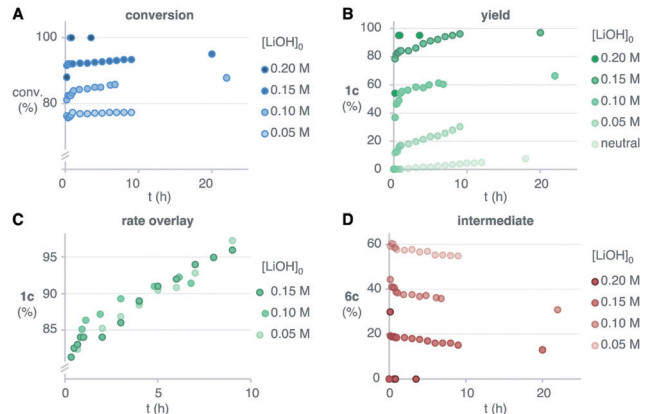 A
conversion
100
conv.
(%)
80
0
10
20
t (h)
[LiOH]0
0.20 M
0.15 M
0.10 M
0.05 M
B
yield
100
80
1c
(%)
60
40
20
0
0
10
20
t (h)
[LiOH]0
0.20 M
0.15 M
0.10 M
0.05 M
neutral
C
rate overlay
95
1c
(%)
90
85
0
5
10
t (h)
[LiOH]0
0.15 M
0.10 M
0.05 M
D
intermediate
60
6c
(%)
40
20
0
0
10
20
t (h)
[LiOH]0
0.20 M
0.15 M
0.10 M
0.05 M